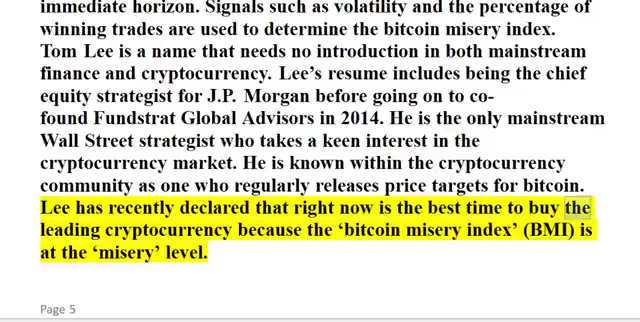 immediate horizon. Signals such as volatility and the percentage of
winning trades are used to determine the bitcoin misery index.
Tom Lee is a name that needs no introduction in both mainstream
finance and cryptocurrency. Lee’s resume includes being the chief
equity strategist for J.P. Morgan before going on to co-
found Fundstrat Global Advisors in 2014. He is the only mainstream
Wall Street strategist who takes a keen interest in the
cryptocurrency market. He is known within the cryptocurrency
community as one who regularly releases price targets for bitcoin.
Lee has recently declared that right now is the best time to buy the
leading cryptocurrency because the ‘bitcoin misery index’ (BMI) is
at the ‘misery’ level.
Page 5